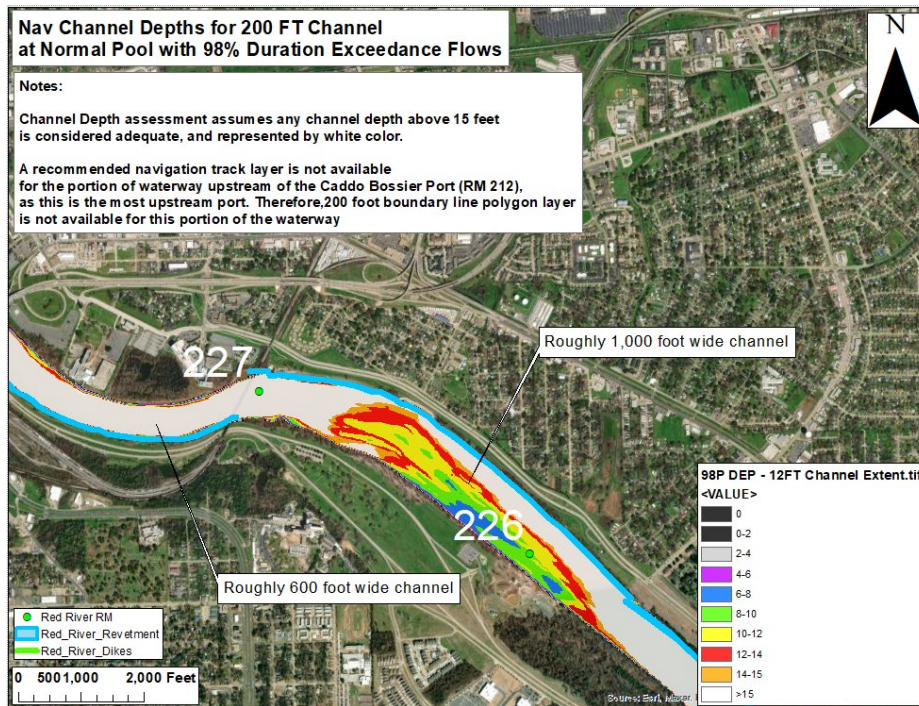 Nav Channel Depths for 200 FT Channel
at Normal Pool with 98% Duration Exceedance Flows
Notes:
Channel Depth assessment assumes any channel depth above 15 feet
is considered adequate, and represented by white color.
A recommended navigation track layer is not available
for the portion of waterway upstream of the Caddo Bossier Port (RM 212),
as this is the most upstream port. Therefore,200 foot boundary line polygon layer
is not available for this portion of the waterway
N
Roughly 1,000 foot wide channel
227
226
Roughly 600 foot wide channel
98P DEP - 12FT Channel Extent.tif
<VALUE>
0
0-2
2-4
4-6
6-8
8-10
10-12
12-14
14-15
>15
Red River RM
Red_River_Revetment
Red_River_Dikes
0 500 1,000 2,000 Feet
Source: Esri, Maxar,